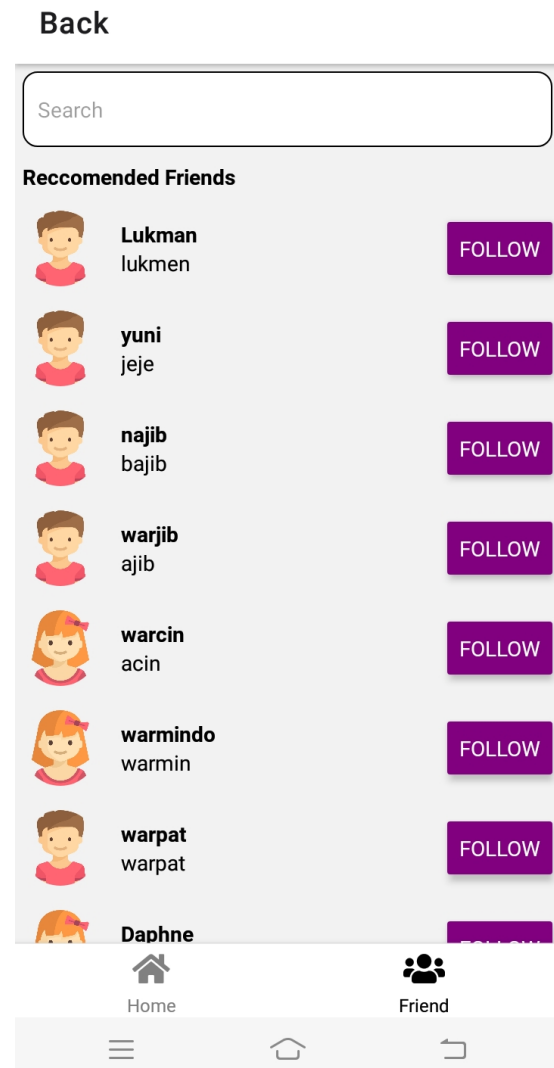 Back
Search
Reccomended Friends
Lukman
lukmen
FOLLOW
yuni
jeje
FOLLOW
najib
bajib
FOLLOW
warjib
ajib
FOLLOW
warcin
acin
FOLLOW
warmindo
warmin
FOLLOW
warpat
warpat
FOLLOW
Daphne
FOLLOW
Home
Friend